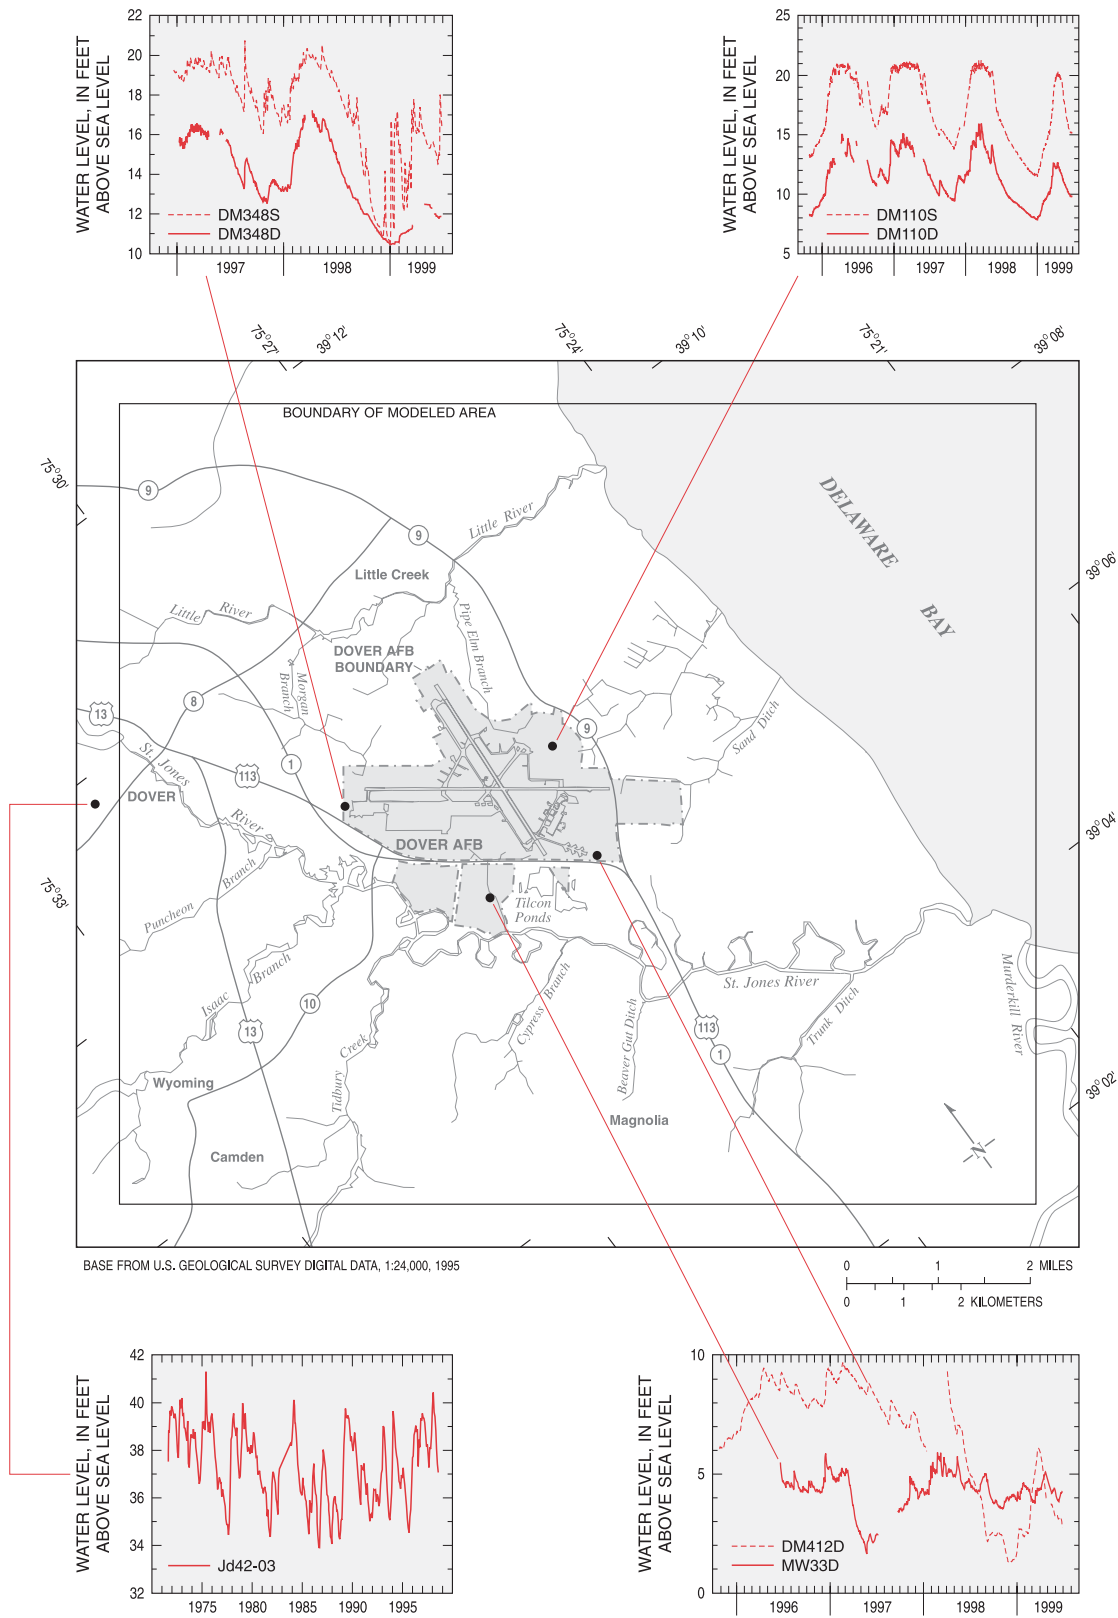 WATER LEVEL, IN FEET
ABOVE SEA LEVEL
22
20
18
16
14
12
10
DM348S
DM348D
1997
1998
1999
WATER LEVEL, IN FEET
ABOVE SEA LEVEL
25
20
15
10
5
DM110S
DM110D
1996
1997
1998
1999
75°27'
39°12'
75°24'
39°10'
75°21'
39°08'
BOUNDARY OF MODELED AREA
75°30'
9
9
Little River
DELAWARE
BAY
39°06'
Little Creek
Little River
Pipe Elm Branch
DOVER AFB
BOUNDARY
Morgan
Branch
8
13
9
Sand Ditch
St. Jones
River
113
1
DOVER
39°04'
DOVER AFB
75°33'
Puncheon Branch
Tilcon
Ponds
Isaac Branch
Cypress Branch
St. Jones River
Murderkill River
10
13
Tidbury Creek
Beaver Gut Ditch
Trunk Ditch
113
1
Wyoming
39°02'
Magnolia
Camden
N
BASE FROM U.S. GEOLOGICAL SURVEY DIGITAL DATA, 1:24,000, 1995
0 1 2 MILES
0 1 2 KILOMETERS
WATER LEVEL, IN FEET
ABOVE SEA LEVEL
42
40
38
36
34
32
Jd42-03
1975
1980
1985
1990
1995
WATER LEVEL, IN FEET
ABOVE SEA LEVEL
10
5
0
DM412D
MW33D
1996
1997
1998
1999